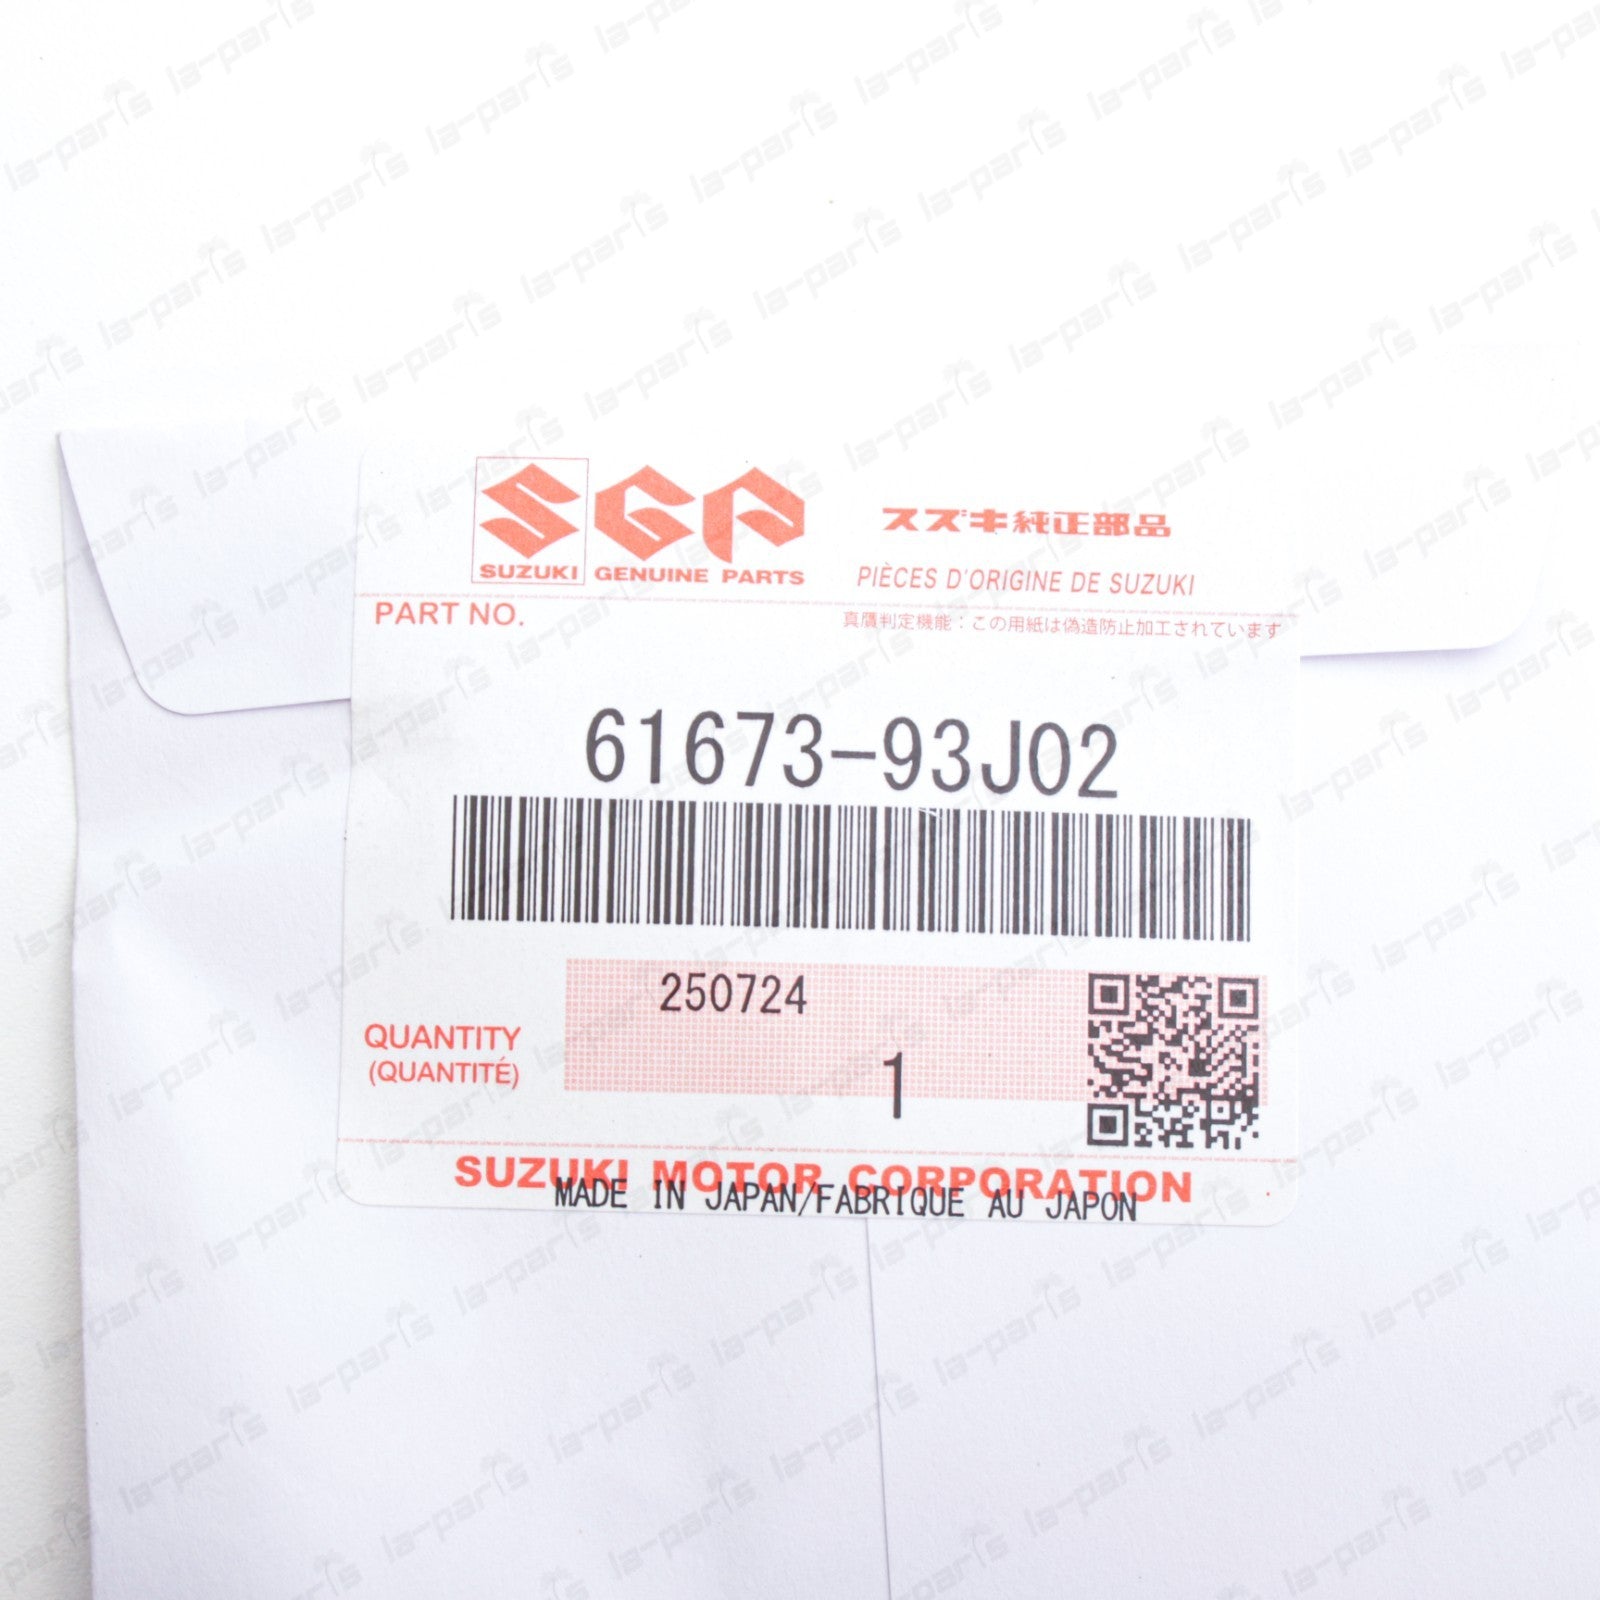 SUZUKI
SGP
GENUINE PARTS
スズキ純正部品
PIÈCES D'ORIGINE DE SUZUKI
PART NO.
真贋判定機能：この用紙は偽造防止加工されています
61673-93J02
250724
QUANTITY
(QUANTITÉ)
1
SUZUKI MOTOR CORPORATION
MADE IN JAPAN/FABRIQUE AU JAPON
la-paris